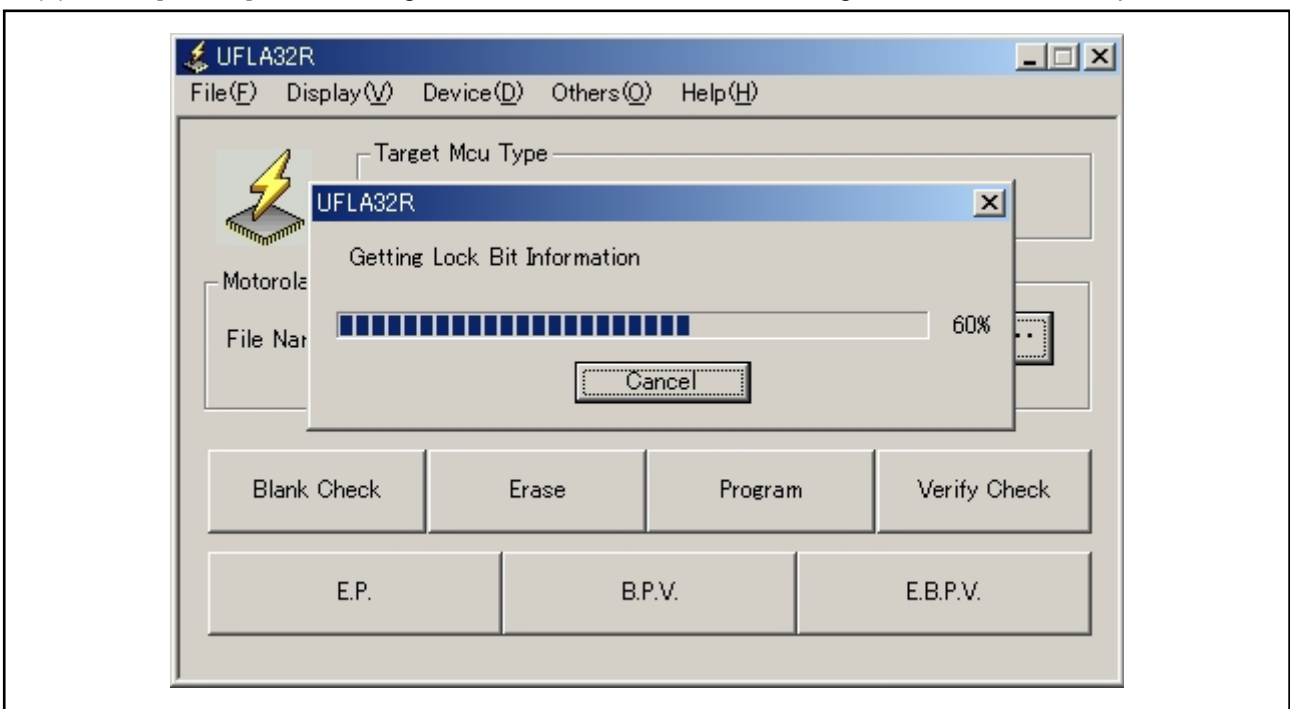 UFLA32R
File(F) Display(V) Device(D) Others(O) Help(H)
Target Mcu Type
UFLA32R
Getting Lock Bit Information
Motorola
File Nar
60%
Cancel
Blank Check Erase Program Verify Check
E.P. B.P.V. E.B.P.V.